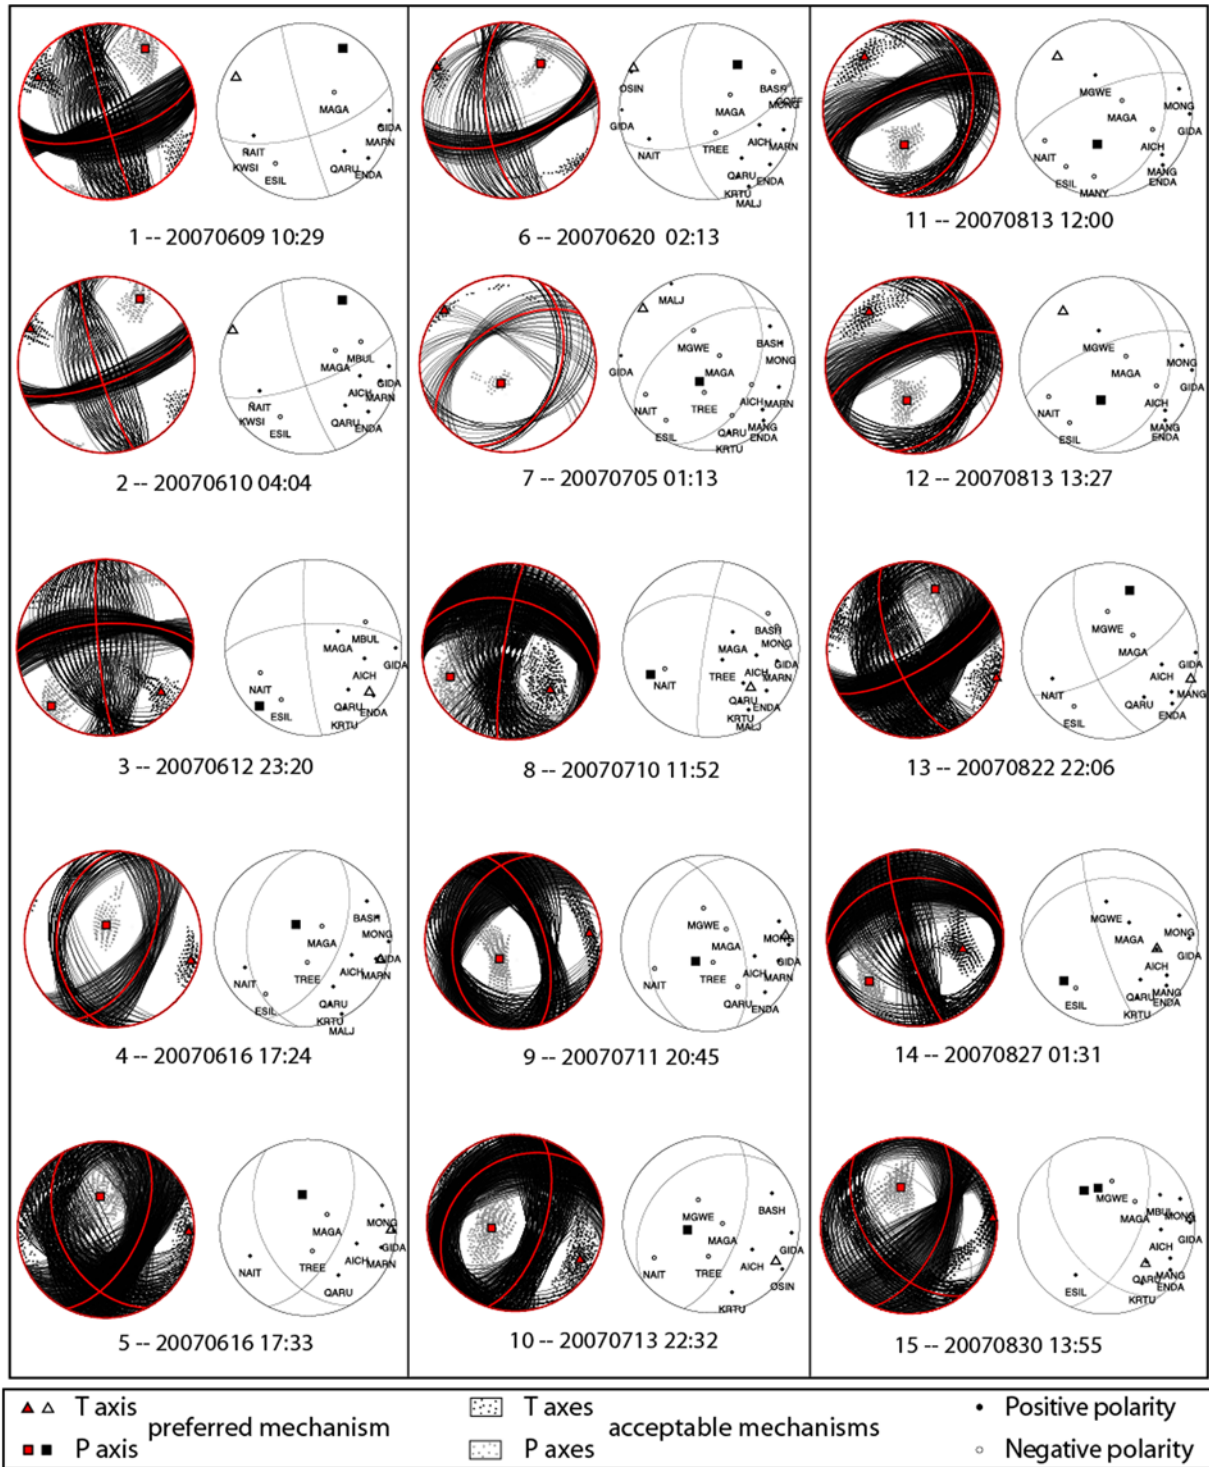 MAGA
GIDA
MARN
NAIT
KWSI
ESIL
QARU
ENDA
1 -- 20070609 10:29
MBUL
MAGA
GIDA
AICH
MARN
NAIT
KWSI
ESIL
QARU
ENDA
2 -- 20070610 04:04
MBUL
MAGA
GIDA
AICH
NAIT
ESIL
QARU
ENDA
KRTU
3 -- 20070612 23:20
BASH
MAGA
MONG
GIDA
AICH
MARN
TREE
NAIT
ESIL
QARU
KRTU
MALJ
4 -- 20070616 17:24
MAGA
MONG
GIDA
AICH
MARN
TREE
NAIT
QARU
5 -- 20070616 17:33
OSIN
BASH
MONG
GIDA
MAGA
AICH
MARN
NAIT
TREE
QARU
ENDA
KRTU
MALJ
6 -- 20070620 02:13
MALJ
MGWE
BASH
MONG
GIDA
MAGA
AICH
MARN
NAIT
TREE
ESIL
QARU
MANG
ENDA
KRTU
7 -- 20070705 01:13
BASH
MAGA
MONG
GIDA
AICH
TREE
MARN
NAIT
QARU
ENDA
KRTU
MALJ
8 -- 20070710 11:52
MGWE
MONG
MAGA
GIDA
AICH
MARN
TREE
NAIT
QARU
ENDA
9 -- 20070711 20:45
BASH
MGWE
MAGA
GIDA
NAIT
TREE
AICH
OSIN
KRTU
10 -- 20070713 22:32
MGWE
MONG
MAGA
GIDA
NAIT
AICH
ESIL
MANG
ENDA
MANY
11 -- 20070813 12:00
MGWE
MONG
MAGA
GIDA
NAIT
AICH
ESIL
MANG
ENDA
12 -- 20070813 13:27
MGWE
MAGA
GIDA
AICH
MANG
NAIT
ESIL
QARU
ENDA
13 -- 20070822 22:06
MGWE
MAGA
MONG
GIDA
AICH
ESIL
QARU
MANG
ENDA
KRTU
14 -- 20070827 01:31
MGWE
MAGA
MBUL
MONG
GIDA
AICH
ESIL
QARU
MANG
ENDA
KRTU
15 -- 20070830 13:55
T axis
P axis
preferred mechanism
T axes
P axes
acceptable mechanisms
Positive polarity
Negative polarity